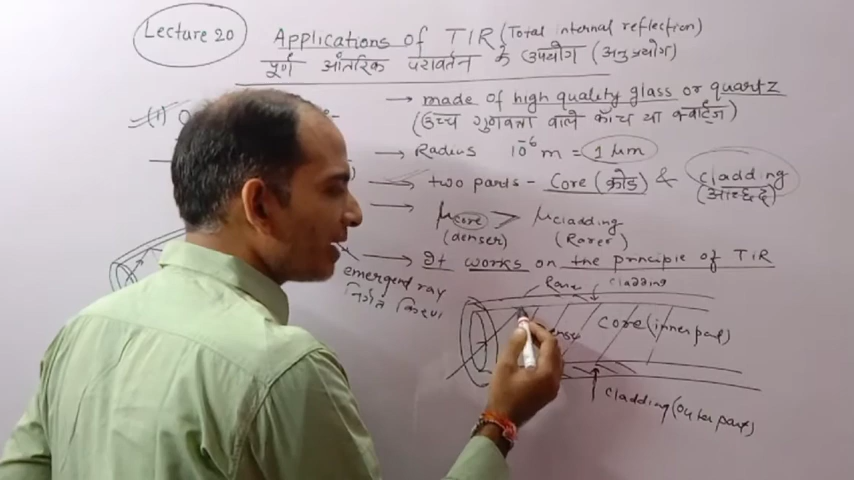 Lecture 20
Applications of TIR (Total internal reflection)
पूर्ण आंतरिक परावर्तन के उपयोग (अनुप्रयोग)
(1) O
→ made of high quality glass or quartz
(उच्च गुणवत्ता वाले काँच या क्वार्ट्ज)
→ Radius 10⁻⁶ m = 1 μm
→ two parts - Core (क्रोड) & cladding
(आच्छद)
→ μcore > μcladding
(denser) (Rarer)
→ It works on the principle of TIR
emergent ray
निर्गत किरण
Rare cladding
Core (inner part)
cladding (outer part)